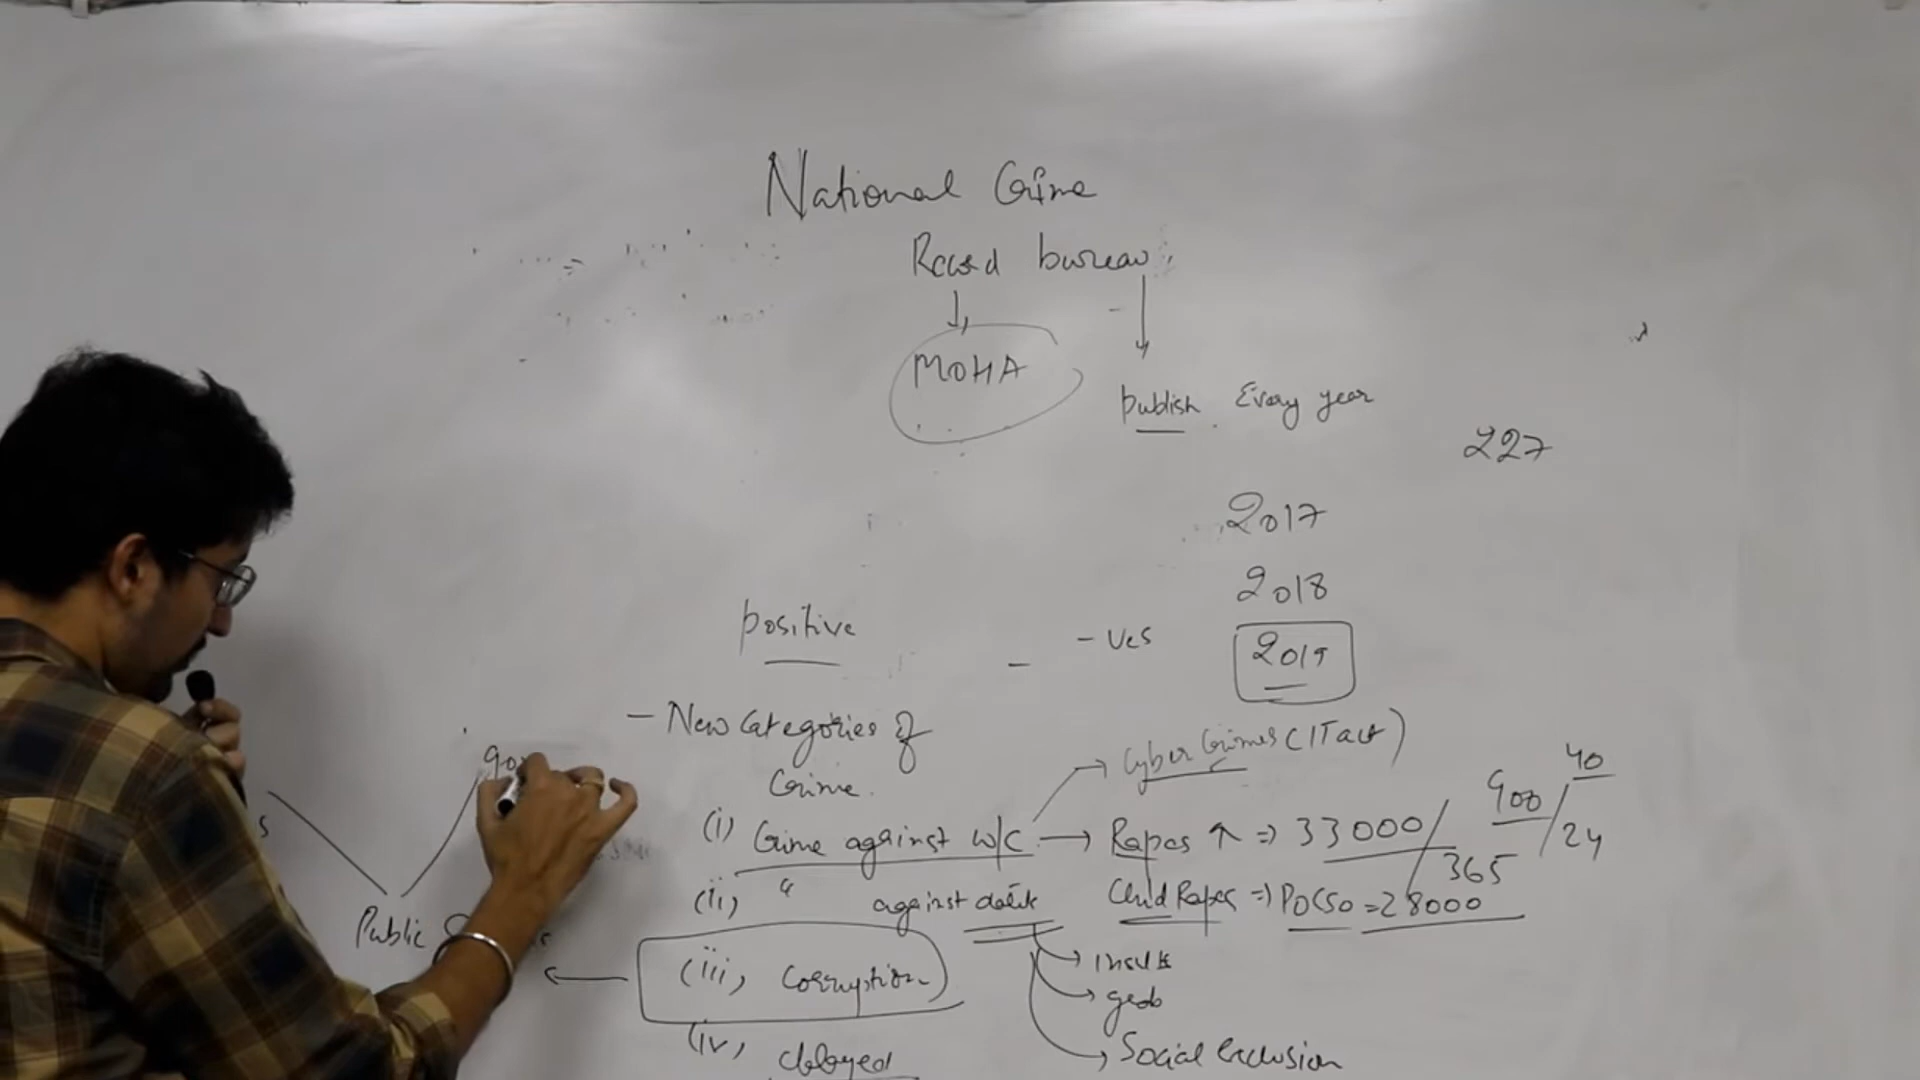 National Crime
Record bureau
MOHA
publish Every year
227
2017
2018
2019
positive
- ves
- New Categories of
Crime.
Cyber Crimes (IT act)
(i) Crime against w/c → Rapes ↑ ⇒ 33000/365
900/24
40
(ii) " against dalit
Child Rapes ⇒ POCSO = 28000
insult
Social Exclusion
(iii) Corruption
(iv) delayed
Public
gov
s